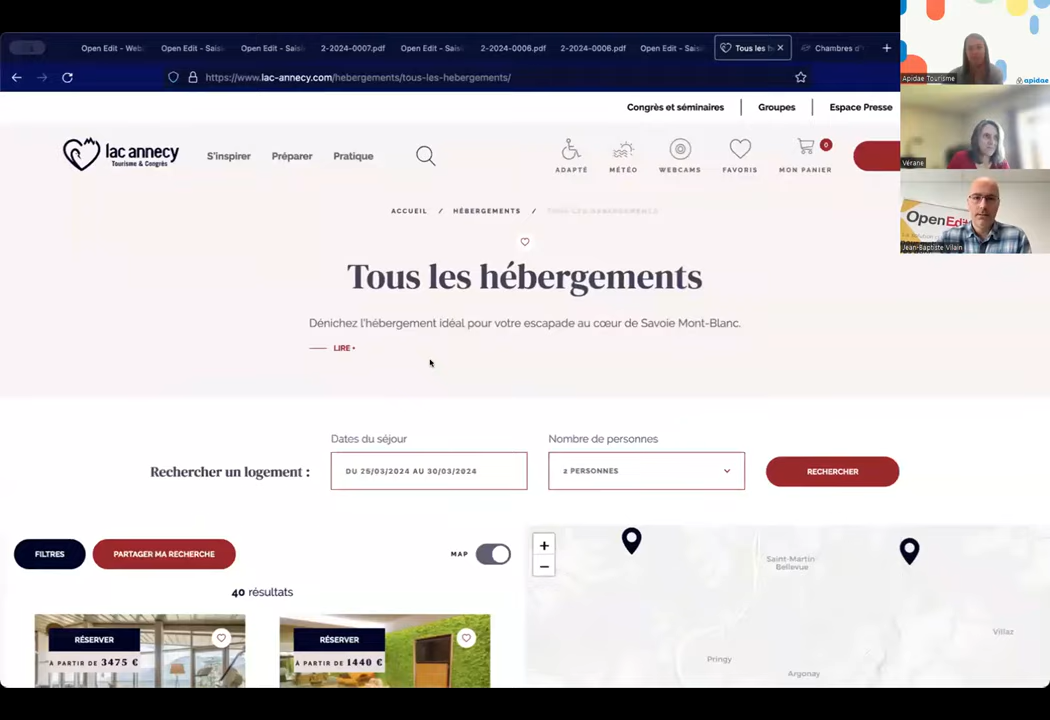 Open Edit - Web
Open Edit - Sais
Open Edit - Sais
2-2024-0007.pdf
Open Edit - Sais
2-2024-0006.pdf
2-2024-0006.pdf
Open Edit - Sais
Tous les h
Chambres d'
https://www.lac-annecy.com/hebergements/tous-les-hebergements/
Apidae Tourisme
apidae
Congrès et séminaires
Groupes
Espace Presse
lac annecy
Tourisme & Congrès
S'inspirer
Préparer
Pratique
ADAPTÉ
MÉTÉO
WEBCAMS
FAVORIS
MON PANIER
0
Vérane
ACCUEIL / HÉBERGEMENTS / TOUS LES HÉBERGEMENTS
OpenEdi
Jean-Baptiste Vilain
Tous les hébergements
Dénichez l'hébergement idéal pour votre escapade au cœur de Savoie Mont-Blanc.
LIRE +
Dates du séjour
Nombre de personnes
Rechercher un logement :
DU 25/03/2024 AU 30/03/2024
2 PERSONNES
RECHERCHER
FILTRES
PARTAGER MA RECHERCHE
MAP
+
−
Saint-Martin
Bellevue
40 résultats
Villaz
Pringy
Argonay
RÉSERVER
À PARTIR DE 3475 €
RÉSERVER
À PARTIR DE 1440 €